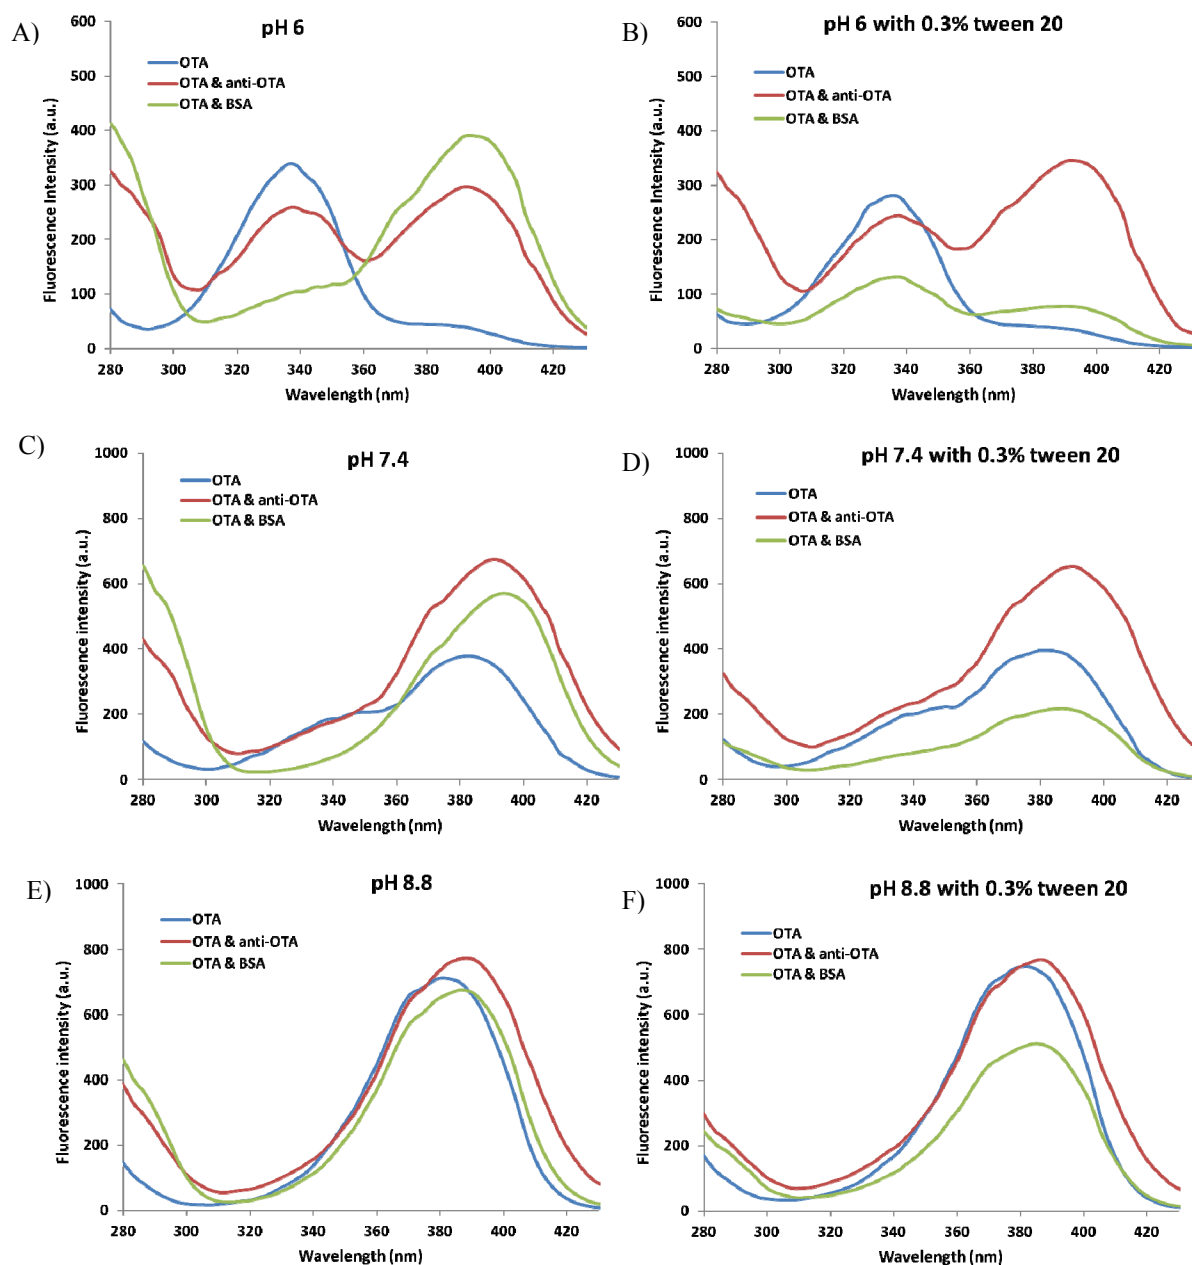 A)
pH 6
OTA
OTA & anti-OTA
OTA & BSA
Fluorescence Intensity (a.u.)
600
500
400
300
200
100
0
280 300 320 340 360 380 400 420
Wavelength (nm)
B)
pH 6 with 0.3% tween 20
OTA
OTA & anti-OTA
OTA & BSA
Fluorescence Intensity (a.u.)
600
500
400
300
200
100
0
280 300 320 340 360 380 400 420
Wavelength (nm)
C)
pH 7.4
OTA
OTA & anti-OTA
OTA & BSA
Fluorescence intensity (a.u.)
1000
800
600
400
200
0
280 300 320 340 360 380 400 420
Wavelength (nm)
D)
pH 7.4 with 0.3% tween 20
OTA
OTA & anti-OTA
OTA & BSA
Fluorescence intensity (a.u.)
1000
800
600
400
200
0
280 300 320 340 360 380 400 420
Wavelength (nm)
E)
pH 8.8
OTA
OTA & anti-OTA
OTA & BSA
Fluorescence intensity (a.u.)
1000
800
600
400
200
0
280 300 320 340 360 380 400 420
Wavelength (nm)
F)
pH 8.8 with 0.3% tween 20
OTA
OTA & anti-OTA
OTA & BSA
Fluorescence intensity (a.u.)
1000
800
600
400
200
0
280 300 320 340 360 380 400 420
Wavelength (nm)